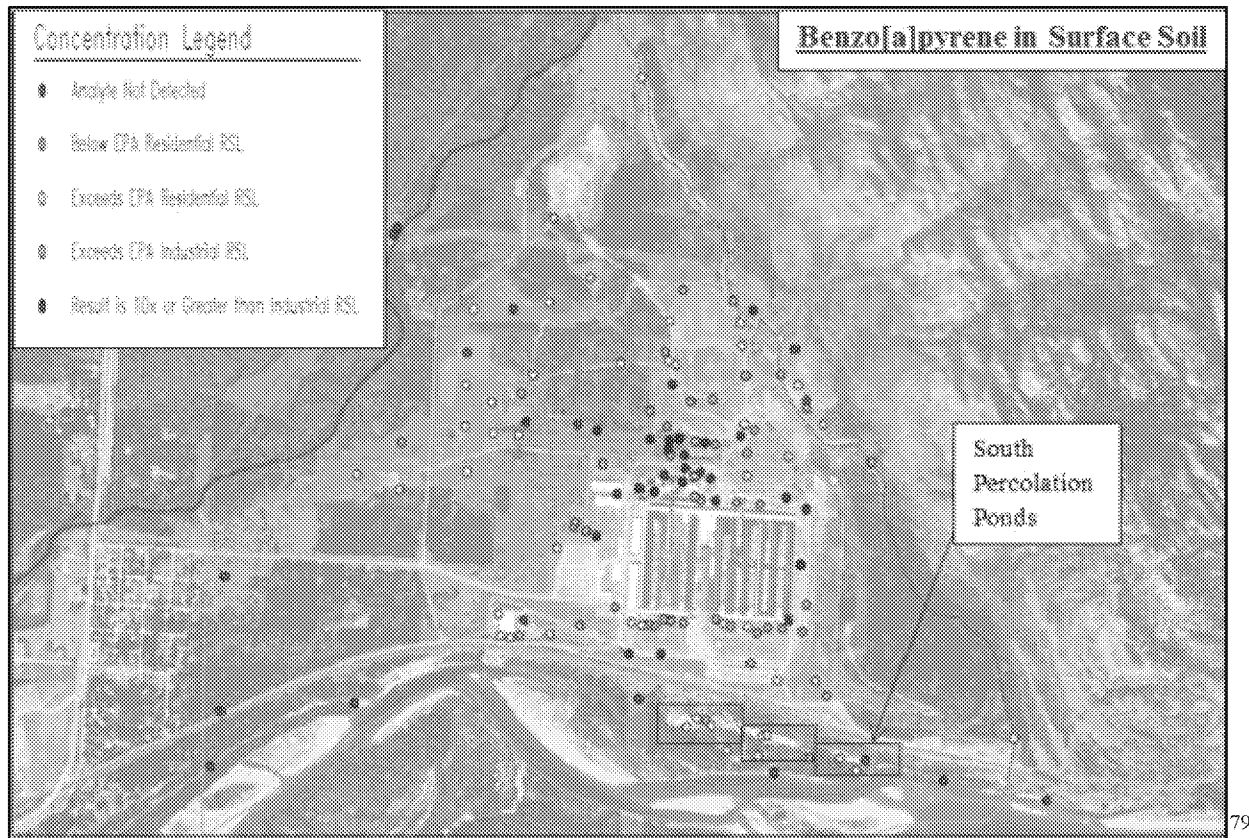 Concentration Legend
Analyte Not Detected
Below EPA Residential RSL
Exceeds EPA Residential RSL
Exceeds EPA Industrial RSL
Result is 10x or Greater than Industrial RSL
Benzo[a]pyrene in Surface Soil
South
Percolation
Ponds
79